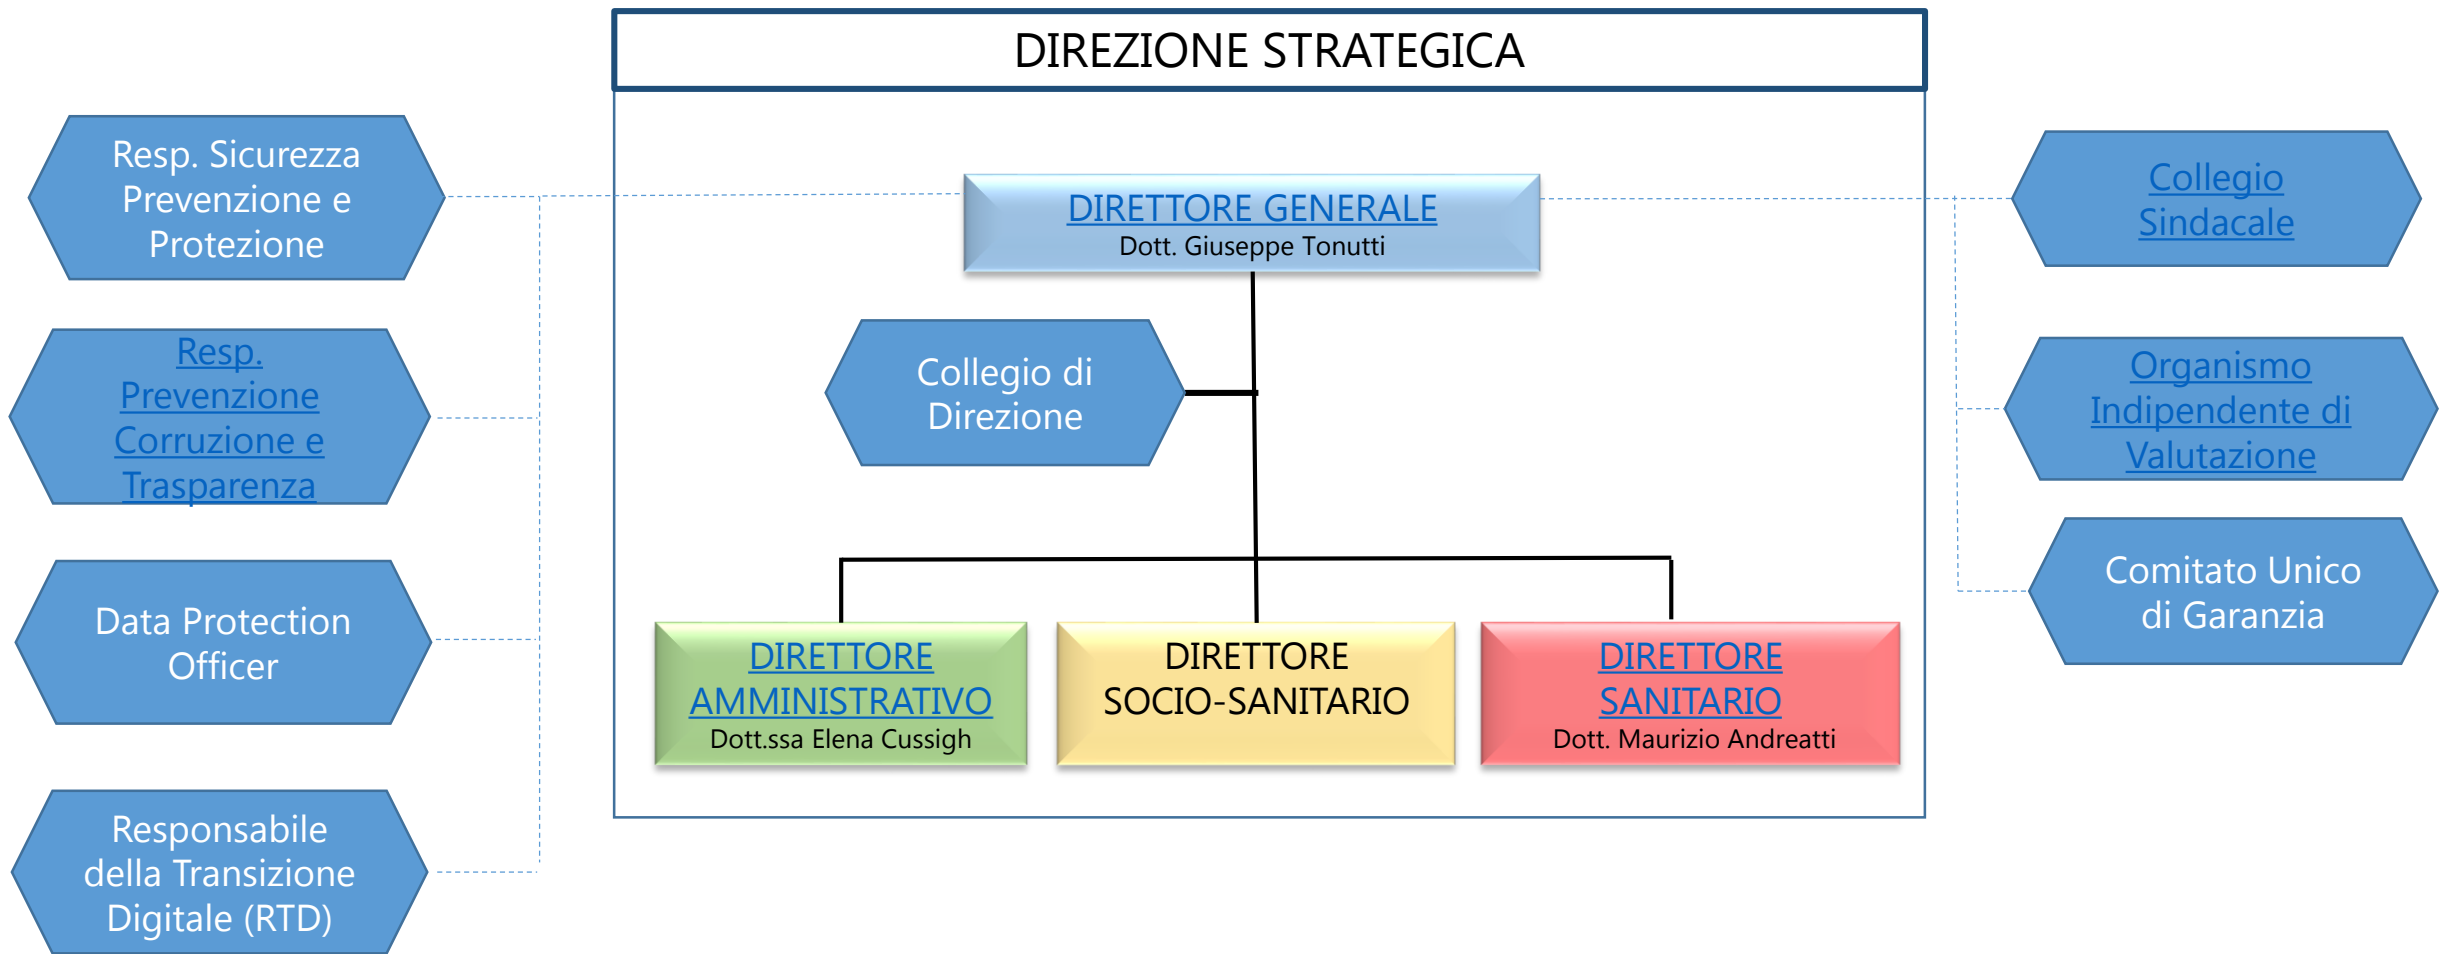 DIREZIONE STRATEGICA
Resp. Sicurezza
Prevenzione e
Protezione
Resp.
Prevenzione
Corruzione e
Trasparenza
Data Protection
Officer
Responsabile
della Transizione
Digitale (RTD)
DIRETTORE GENERALE
Dott. Giuseppe Tonutti
Collegio di
Direzione
DIRETTORE
AMMINISTRATIVO
Dott.ssa Elena Cussigh
DIRETTORE
SOCIO-SANITARIO
DIRETTORE
SANITARIO
Dott. Maurizio Andreatti
Collegio
Sindacale
Organismo
Indipendente di
Valutazione
Comitato Unico
di Garanzia